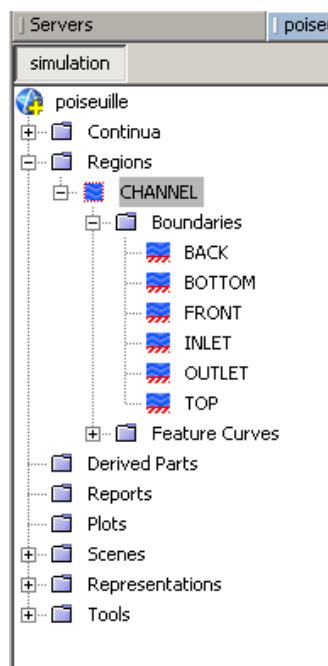 Servers poiseu
simulation
poiseuille
Continua
Regions
CHANNEL
Boundaries
BACK
BOTTOM
FRONT
INLET
OUTLET
TOP
Feature Curves
Derived Parts
Reports
Plots
Scenes
Representations
Tools